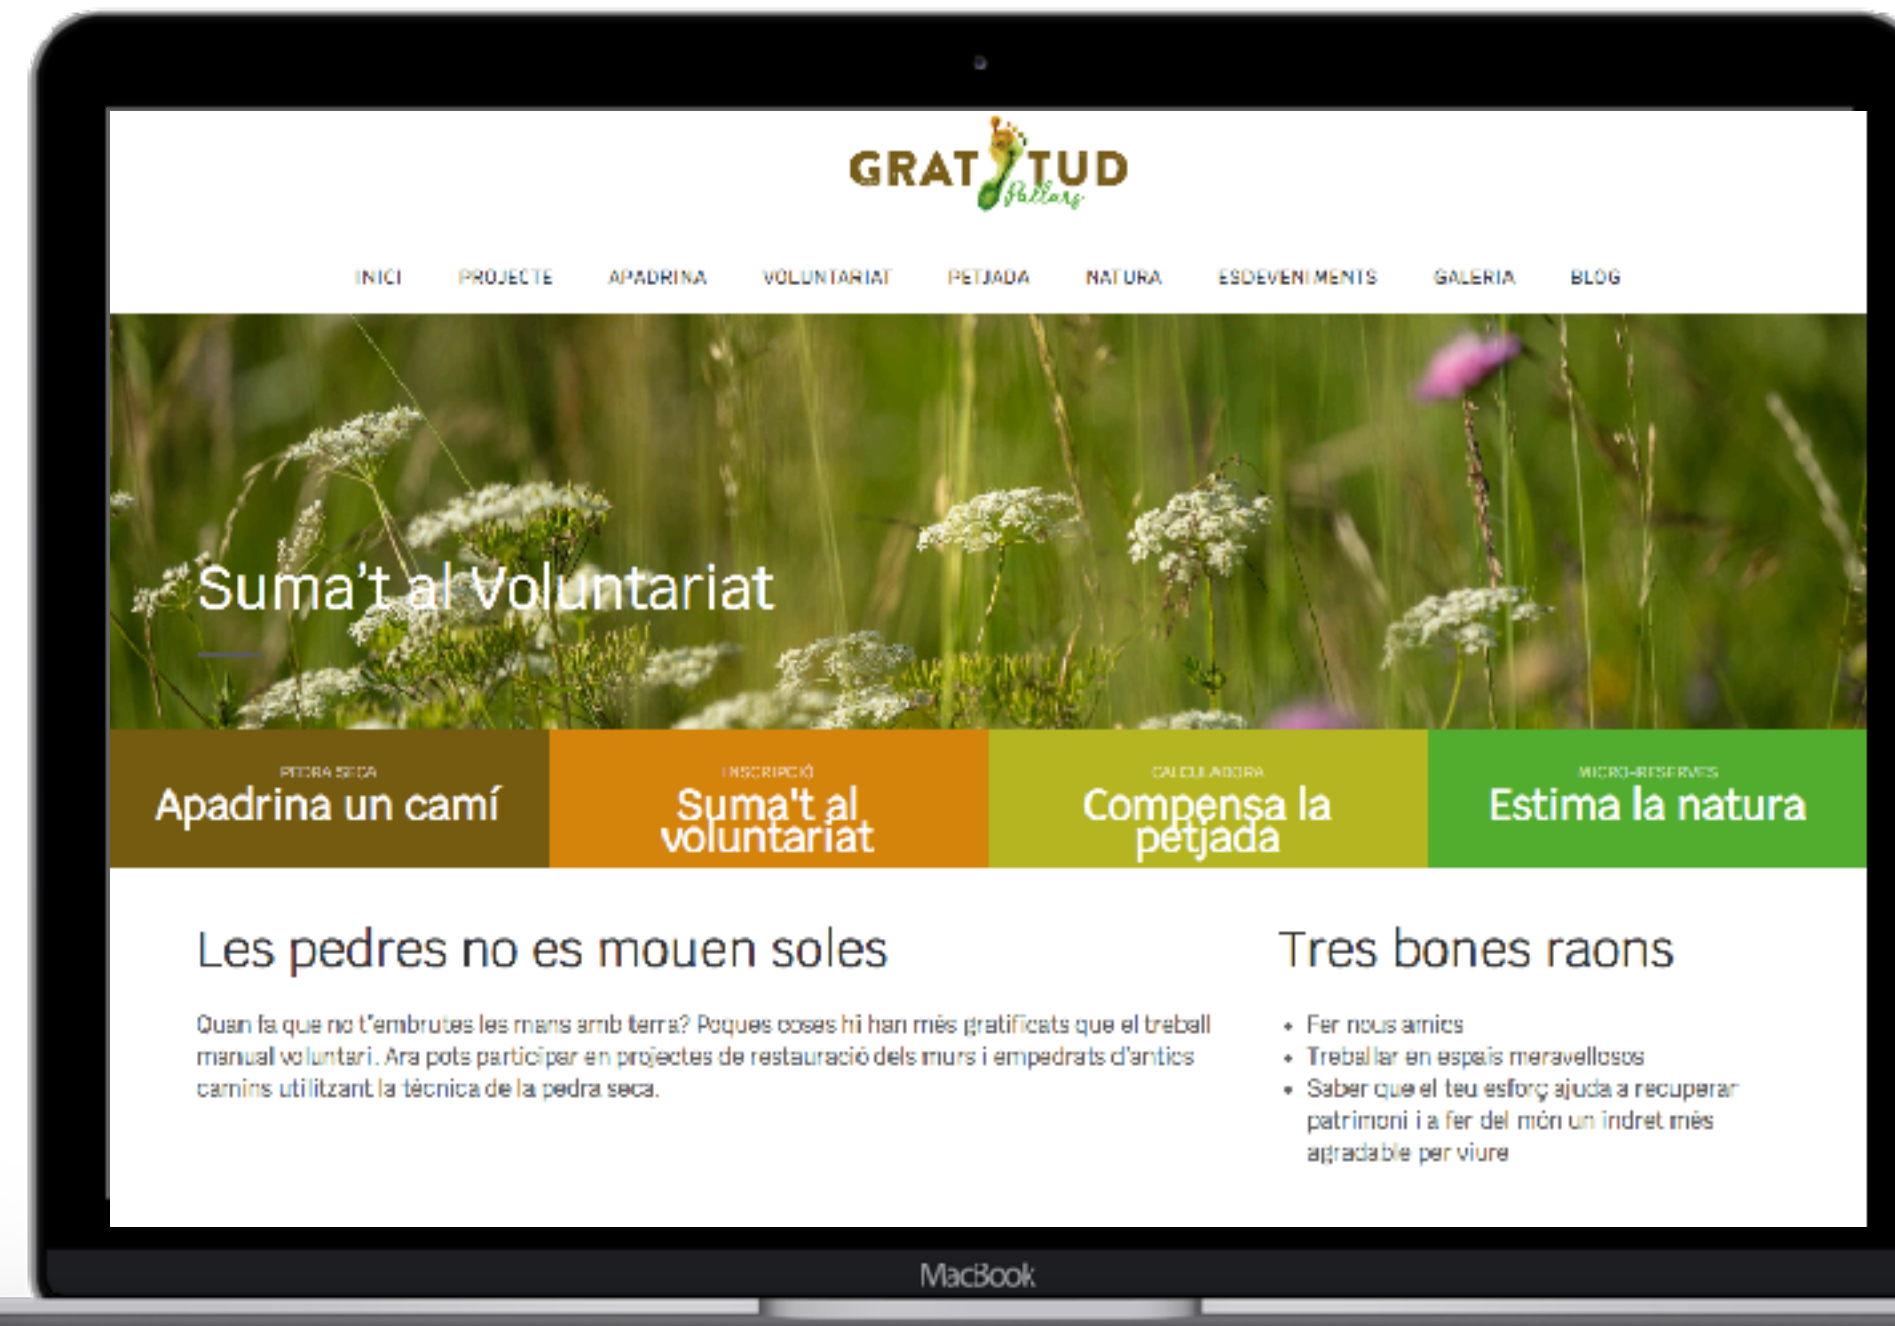 GRATITUD
Pallars
INICI PROJECTE APADRINA VOLUNTARIAT PETJADA NATURA ESDEVENIMENTS GALERIA BLOG
Suma't al Voluntariat
PEDRA SECA
Apadrina un camí
INSCRIPCIÓ
Suma't al
voluntariat
CALCULADORA
Compensa la
petjada
MICRO-RESERVES
Estima la natura
Les pedres no es mouen soles
Quan fa que no t'embrutes les mans amb terra? Poques coses hi han més gratificats que el treball
manual voluntari. Ara pots participar en projectes de restauració dels murs i empedrats d'antics
camins utilitzant la tècnica de la pedra seca.
Tres bones raons
• Fer nous amics
• Treballar en espais meravellosos
• Saber que el teu esforç ajuda a recuperar
patrimoni i a fer del món un indret més
agradable per viure
MacBook